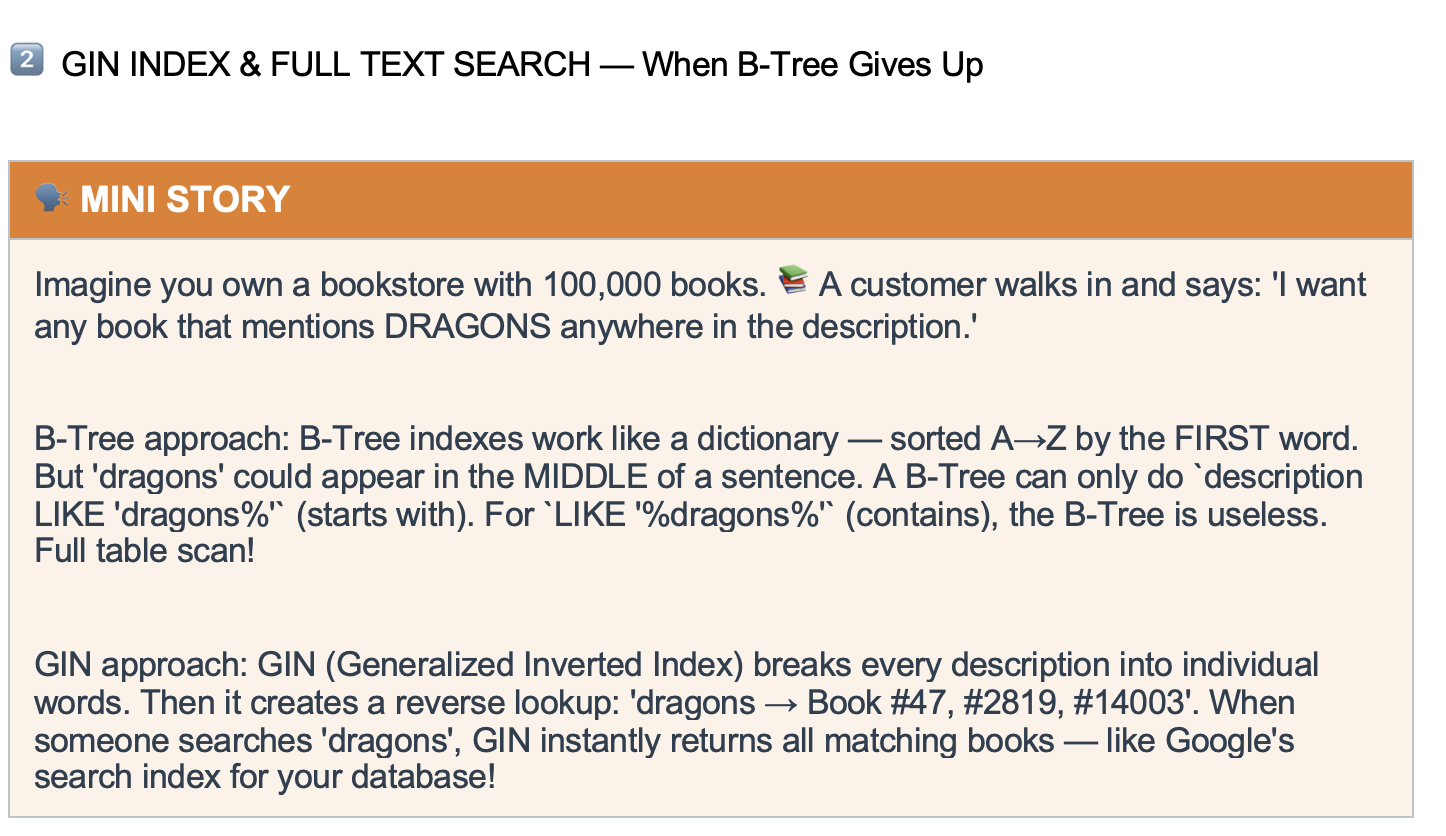 2️⃣ GIN INDEX & FULL TEXT SEARCH — When B-Tree Gives Up
🗣️ MINI STORY
Imagine you own a bookstore with 100,000 books. 📚 A customer walks in and says: 'I want
any book that mentions DRAGONS anywhere in the description.'
B-Tree approach: B-Tree indexes work like a dictionary — sorted A→Z by the FIRST word.
But 'dragons' could appear in the MIDDLE of a sentence. A B-Tree can only do `description
LIKE 'dragons%'` (starts with). For `LIKE '%dragons%'` (contains), the B-Tree is useless.
Full table scan!
GIN approach: GIN (Generalized Inverted Index) breaks every description into individual
words. Then it creates a reverse lookup: 'dragons → Book #47, #2819, #14003'. When
someone searches 'dragons', GIN instantly returns all matching books — like Google's
search index for your database!